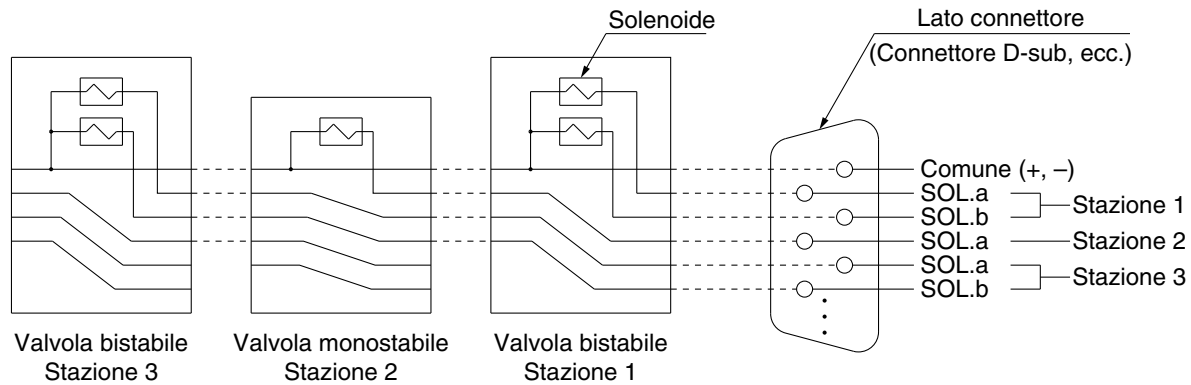 Solenoide
Lato connettore
(Connettore D-sub, ecc.)
Comune (+, –)
SOL.a
SOL.b
Stazione 1
SOL.a
Stazione 2
SOL.a
SOL.b
Stazione 3
Valvola bistabile
Stazione 3
Valvola monostabile
Stazione 2
Valvola bistabile
Stazione 1